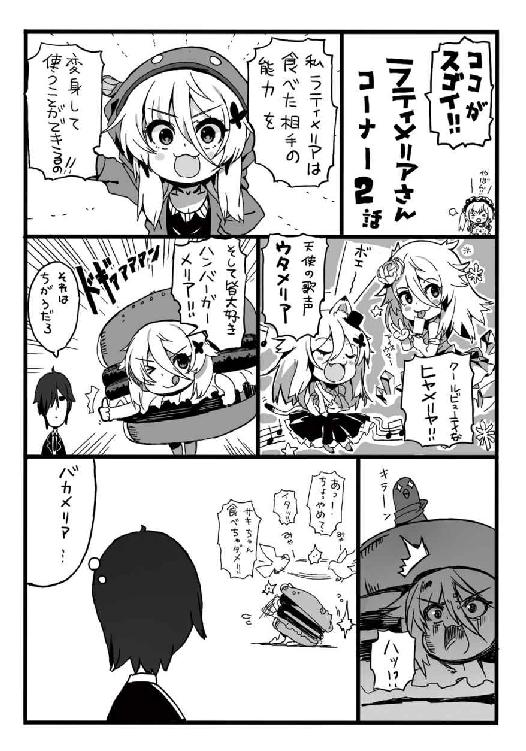 ココが
スゴイ!!
ラティメリアさん
コーナー2話
私ラティメリアは
食べた相手の
能力を
変身して
使うことができるの!!
ボエ
天使の歌声
ウタメリア
クールビューティな
ヒャメリヤ!!
そして皆大好き
ハンバーガー
メリア!!
ドギャアアァン
それは
ちがうだろ
キラーン
ハッ!?
あっ!
ちょやめて?
イタッ
サキちゃん
食べちゃダメ!!
バカメリア…